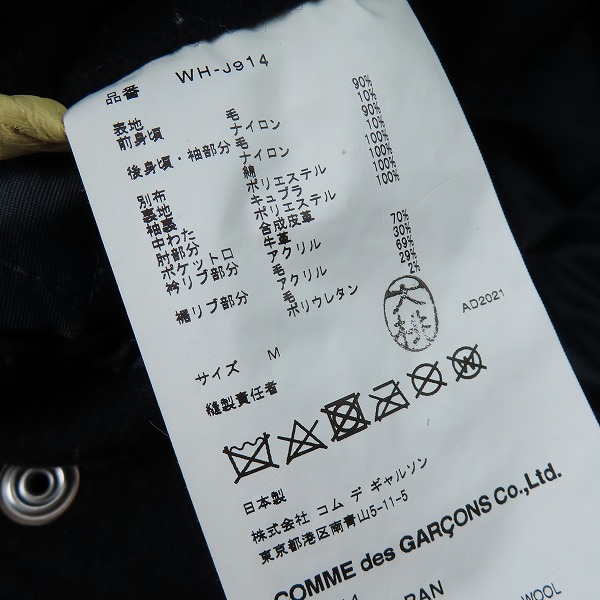 品番 WH-J914
表地
前身頃 毛 90%
ナイロン 10%
後身頃・袖部分 毛 90%
ナイロン 10%
別布 綿 100%
裏地 ポリエステル 100%
袖裏 キュプラ 100%
中わた ポリエステル 100%
肘部分 合成皮革
ポケット口 牛革
衿リブ部分 アクリル 70%
毛 30%
裾リブ部分 アクリル 69%
毛 29%
ポリウレタン 2%
AD2021
サイズ M
縫製責任者
日本製
株式会社 コム デ ギャルソン
東京都港区南青山5-11-5
COMME des GARÇONS Co.,Ltd.
WOOL